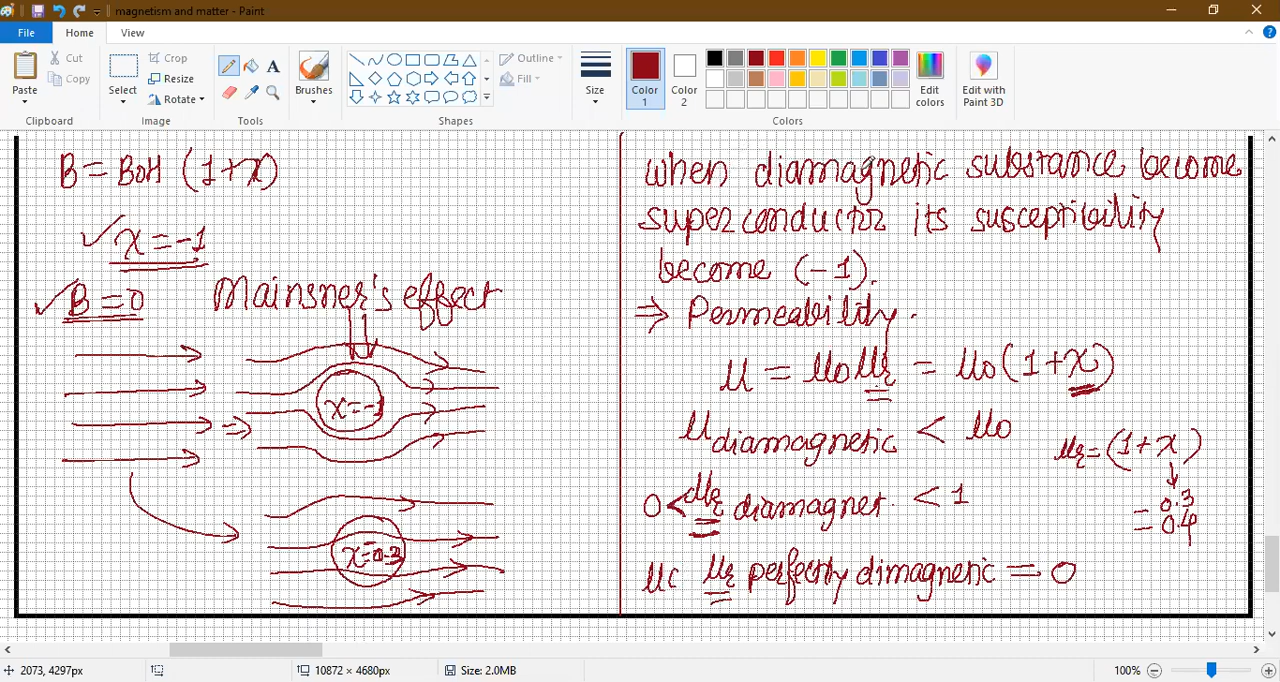 magnetism and matter - Paint
File
Home
View
Paste
Cut
Copy
Clipboard
Select
Crop
Resize
Rotate
Image
Tools
Brushes
Shapes
Outline
Fill
Size
Color 1
Color 2
Colors
Edit colors
Edit with Paint 3D
B = BoH (1+x)
x = -1
B = 0
Mainsner's effect
x = -1
x = 0.3
when diamagnetic substance become
superconductor its susceptibility
become (-1).
⇒ Permeability.
μ = μo μr = μo (1+x)
μ diamagnetic < μo
μr = (1+x)
= 0.3
= 0.4
0 < μr diamagnet. < 1
μr perfectly dimagnetic = 0
2073, 4297px
10872 × 4680px
Size: 2.0MB
100%